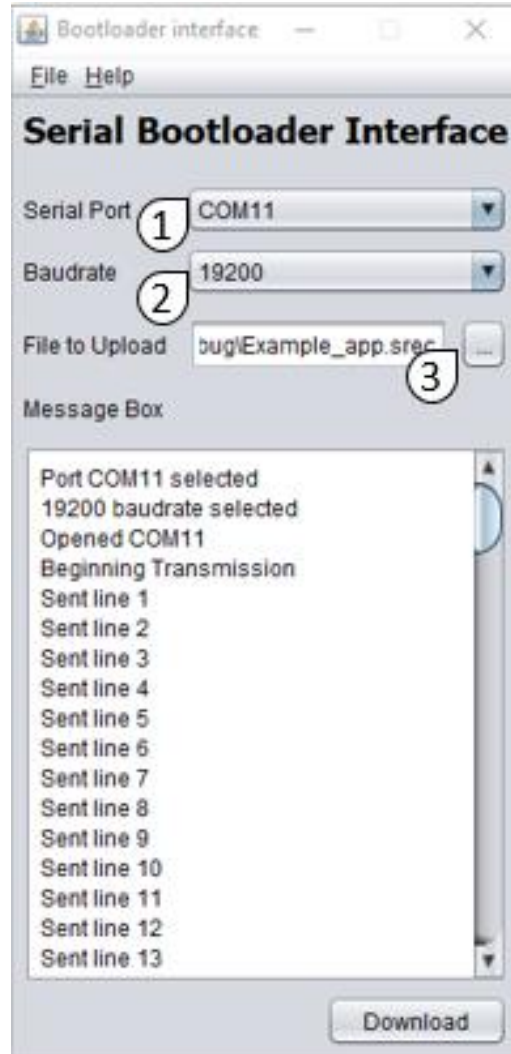 Bootloader interface
File Help
Serial Bootloader Interface
Serial Port 1 COM11
Baudrate 2 19200
File to Upload bug\Example_app.srec 3 ...
Message Box
Port COM11 selected
19200 baudrate selected
Opened COM11
Beginning Transmission
Sent line 1
Sent line 2
Sent line 3
Sent line 4
Sent line 5
Sent line 6
Sent line 7
Sent line 8
Sent line 9
Sent line 10
Sent line 11
Sent line 12
Sent line 13
Download